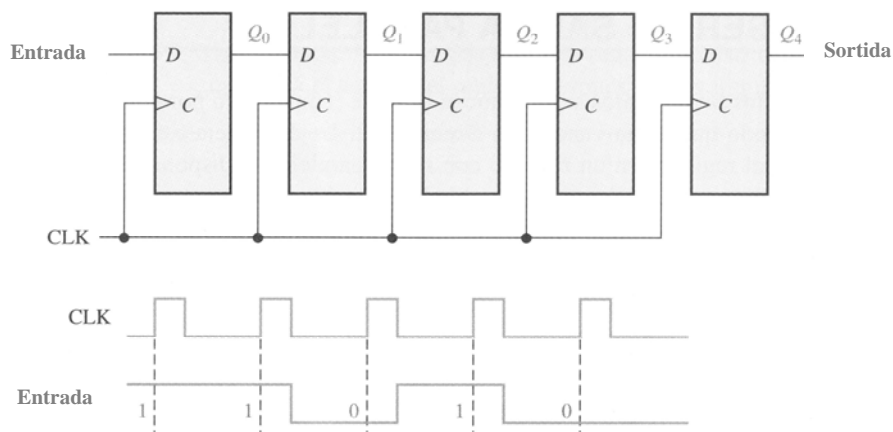 Entrada D Q0 D Q1 D Q2 D Q3 D Q4 Sortida
C C C C C
CLK
CLK
Entrada
1 1 0 1 0